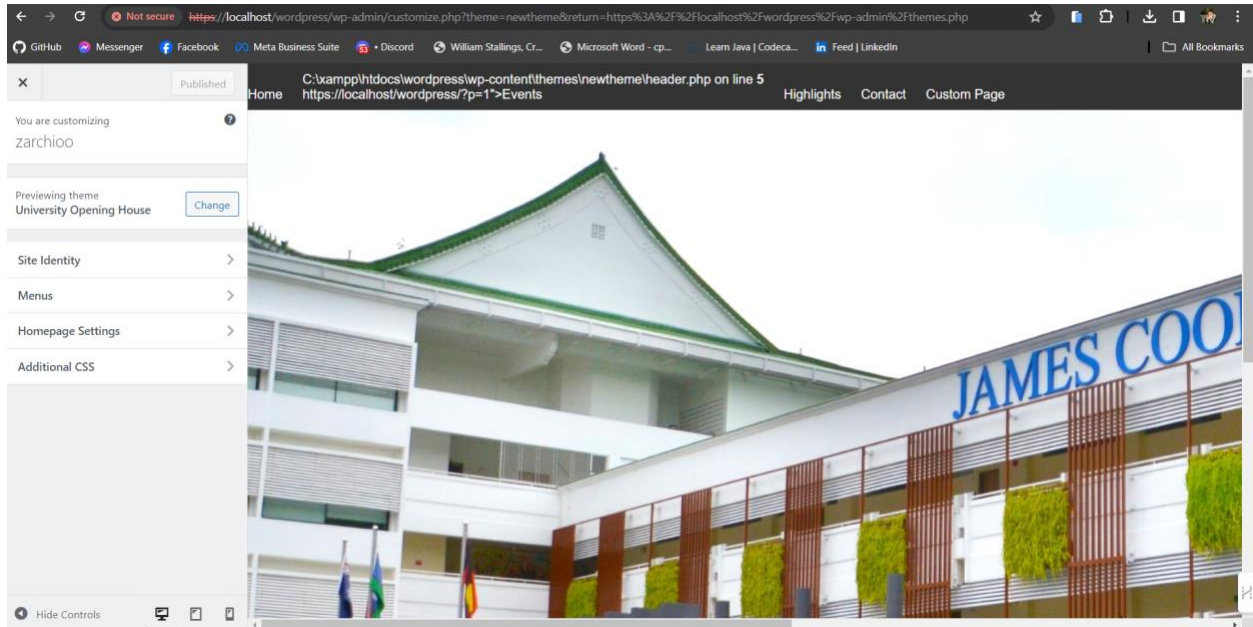 Not secure https://localhost/wordpress/wp-admin/customize.php?theme=newtheme&return=https%3A%2F%2Flocalhost%2Fwordpress%2Fwp-admin%2Fthemes.php
GitHub Messenger Facebook Meta Business Suite 53 • Discord William Stallings, Cr... Microsoft Word - cp... Learn Java | Codeca... in Feed | LinkedIn All Bookmarks
Published
You are customizing
zarchioo
Previewing theme
University Opening House
Change
Site Identity
Menus
Homepage Settings
Additional CSS
Hide Controls
C:\xampp\htdocs\wordpress\wp-content\themes\newtheme\header.php on line 5
Home https://localhost/wordpress/?p=1">Events Highlights Contact Custom Page
JAMES COO